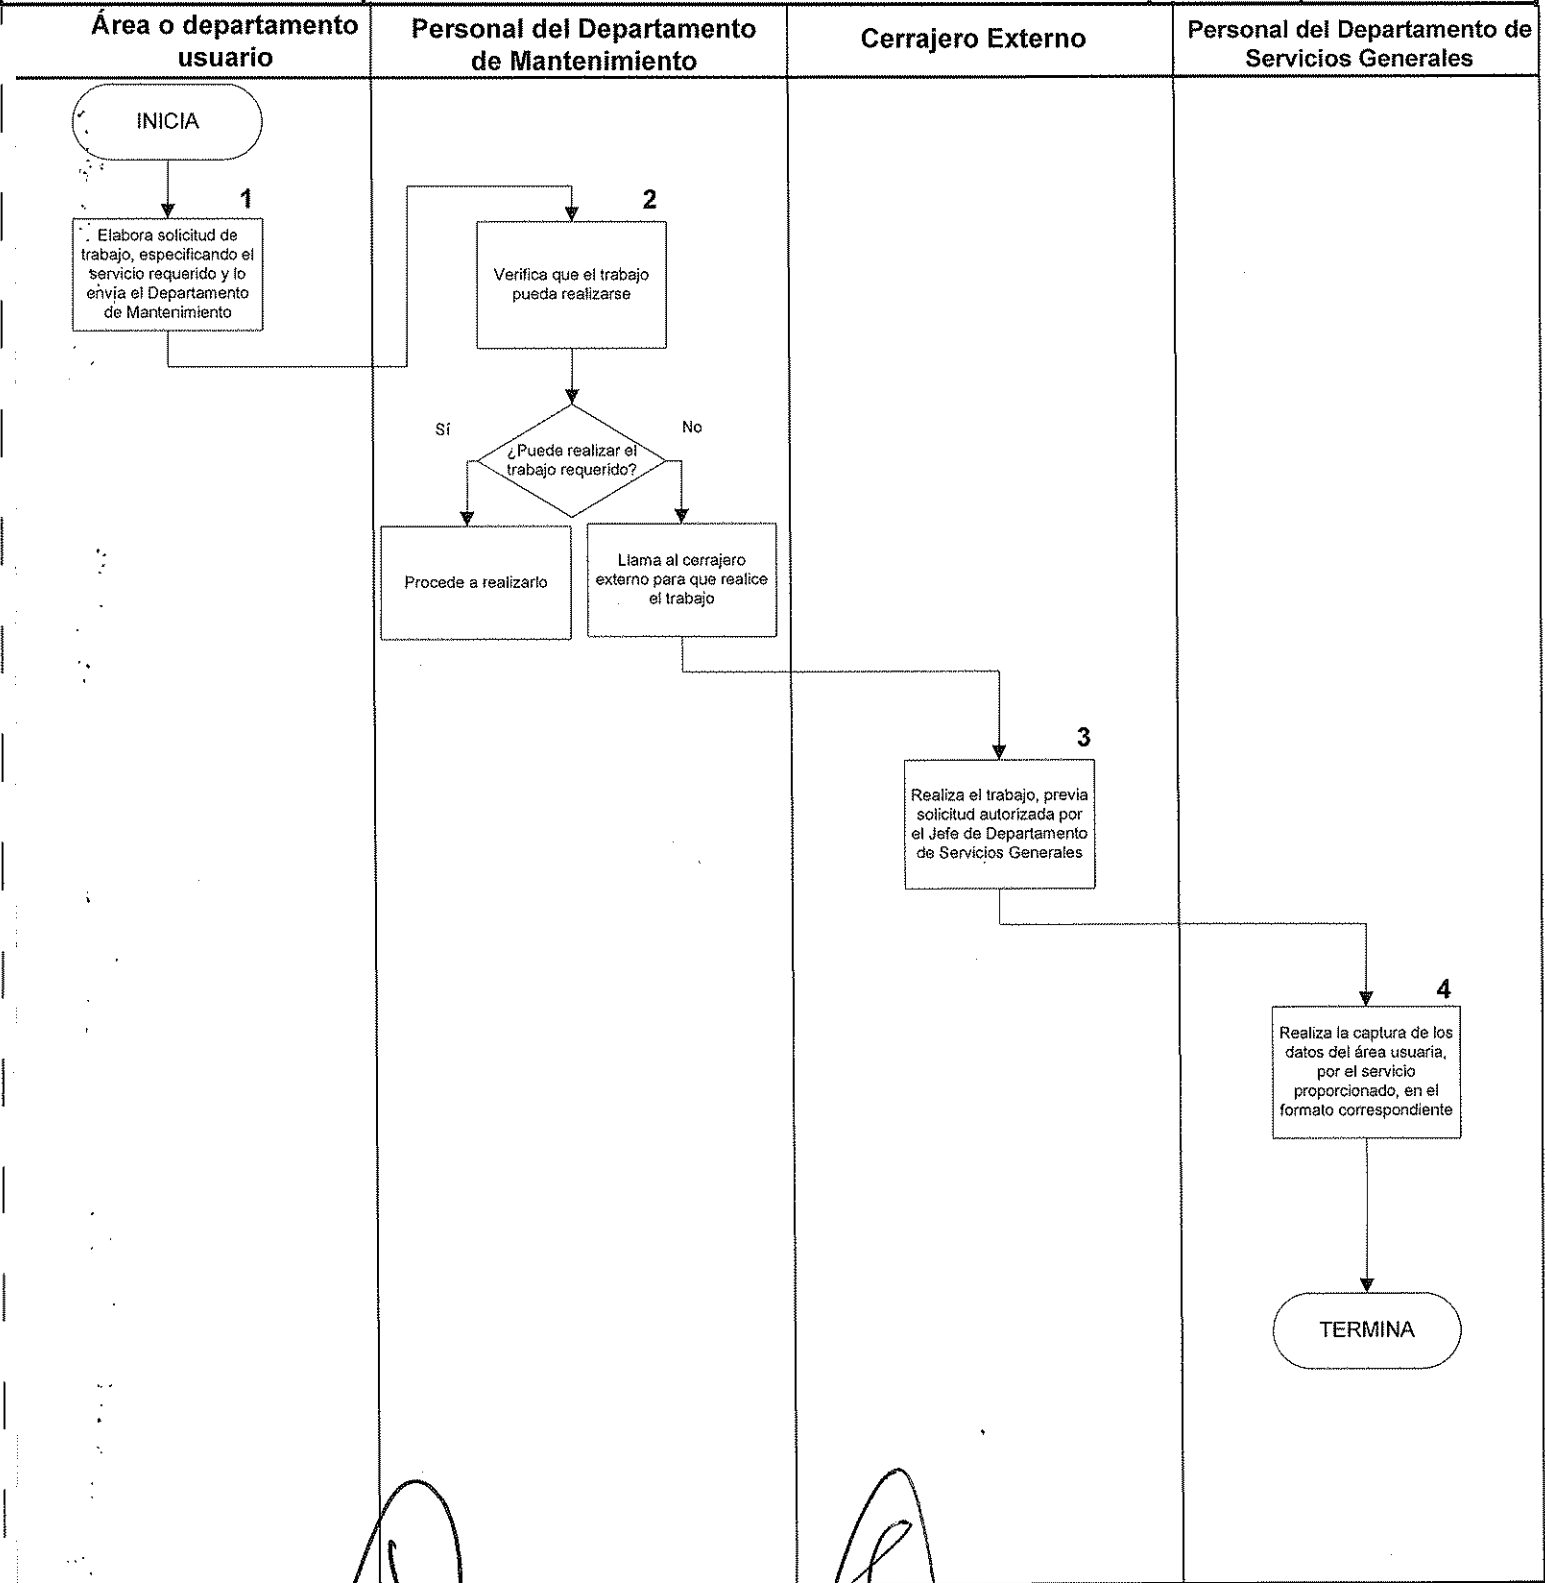 Área o departamento
usuario
Personal del Departamento
de Mantenimiento
Cerrajero Externo
Personal del Departamento de
Servicios Generales
INICIA
1
Elabora solicitud de
trabajo, especificando el
servicio requerido y lo
envía el Departamento
de Mantenimiento
2
Verifica que el trabajo
pueda realizarse
¿Puede realizar el
trabajo requerido?
Sí
No
Procede a realizarlo
Llama al cerrajero
externo para que realice
el trabajo
3
Realiza el trabajo, previa
solicitud autorizada por
el Jefe de Departamento
de Servicios Generales
4
Realiza la captura de los
datos del área usuaria,
por el servicio
proporcionado, en el
formato correspondiente
TERMINA